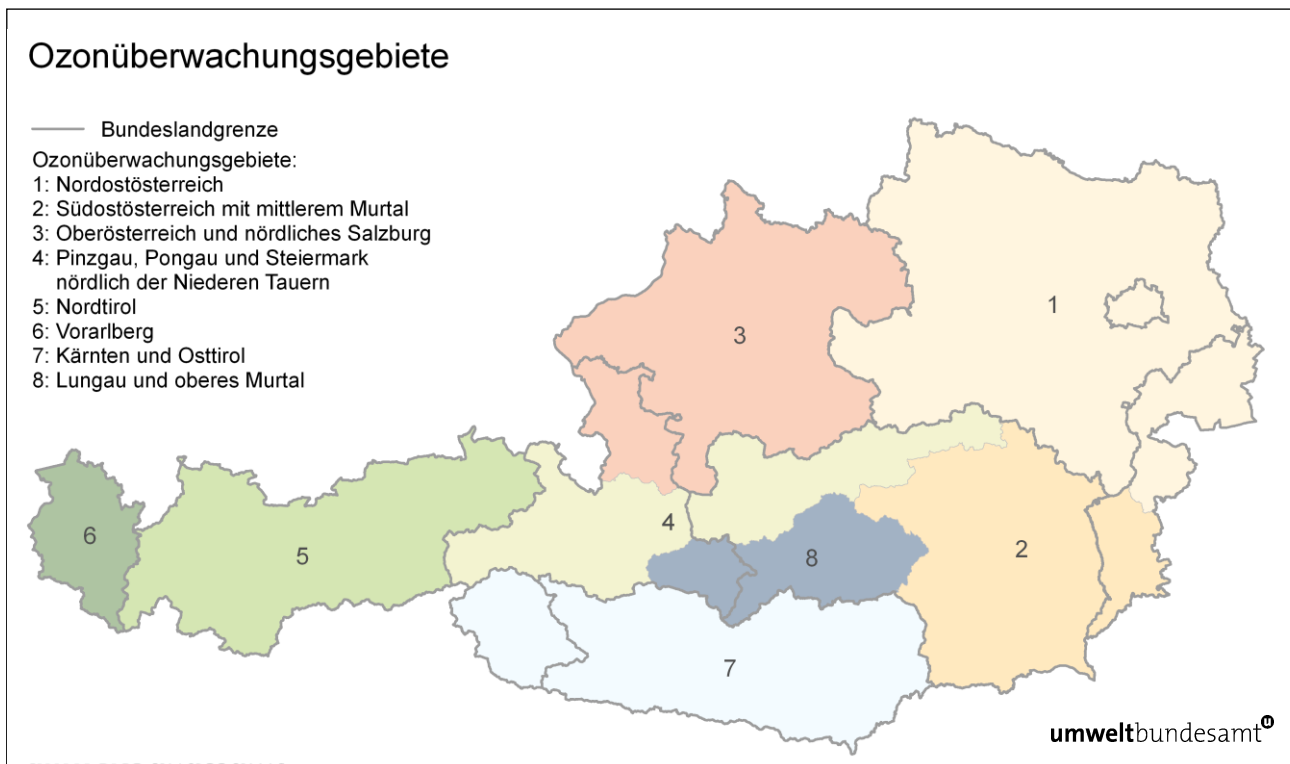 Ozonüberwachungsgebiete
Bundeslandgrenze
Ozonüberwachungsgebiete:
1: Nordostösterreich
2: Südostösterreich mit mittlerem Murtal
3: Oberösterreich und nördliches Salzburg
4: Pinzgau, Pongau und Steiermark
nördlich der Niederen Tauern
5: Nordtirol
6: Vorarlberg
7: Kärnten und Osttirol
8: Lungau und oberes Murtal
1
3
4
6
5
8
2
7
umweltbundesamt